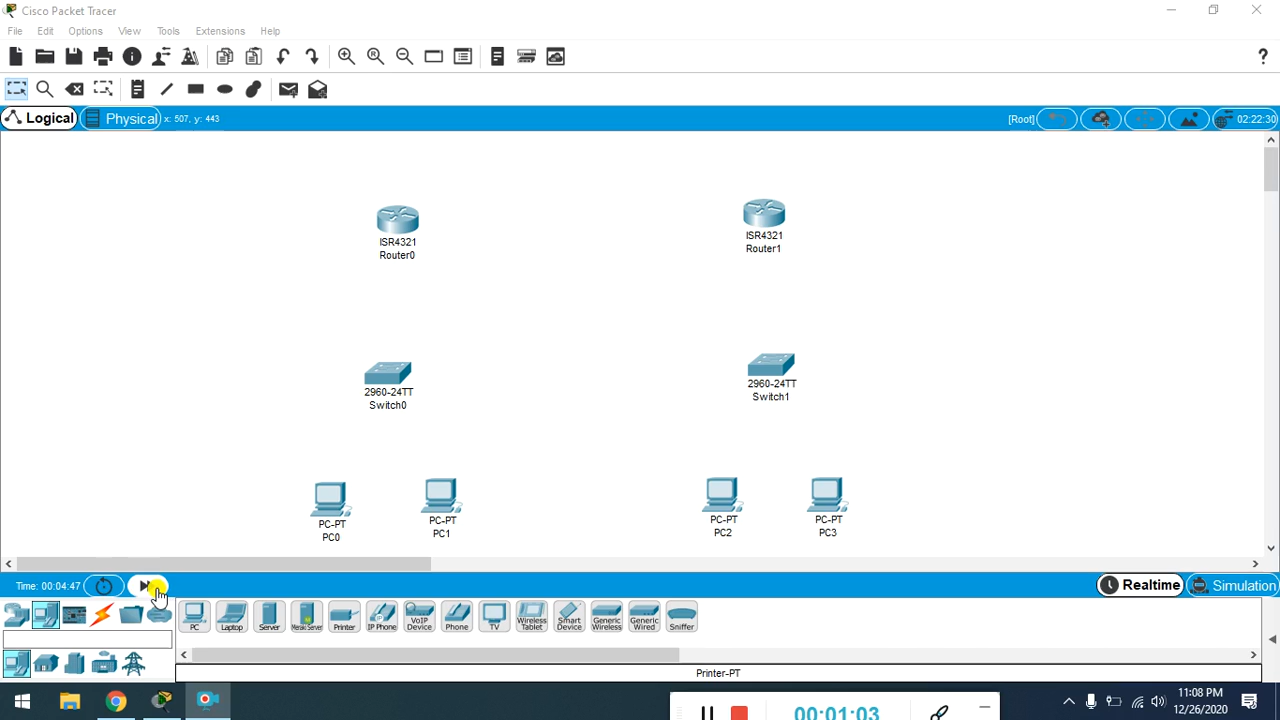 Cisco Packet Tracer
File Edit Options View Tools Extensions Help
?
Logical Physical x: 507, y: 443 [Root] 02:22:30
ISR4321
Router0
ISR4321
Router1
2960-24TT
Switch0
2960-24TT
Switch1
PC-PT
PC0
PC-PT
PC1
PC-PT
PC2
PC-PT
PC3
Time: 00:04:47 Realtime Simulation
PC Laptop Server Meraki Server Printer IP Phone VoIP Device Phone TV Wireless Tablet Smart Device Generic Wireless Generic Wired Sniffer
Printer-PT
00:01:03
11:08 PM
12/26/2020